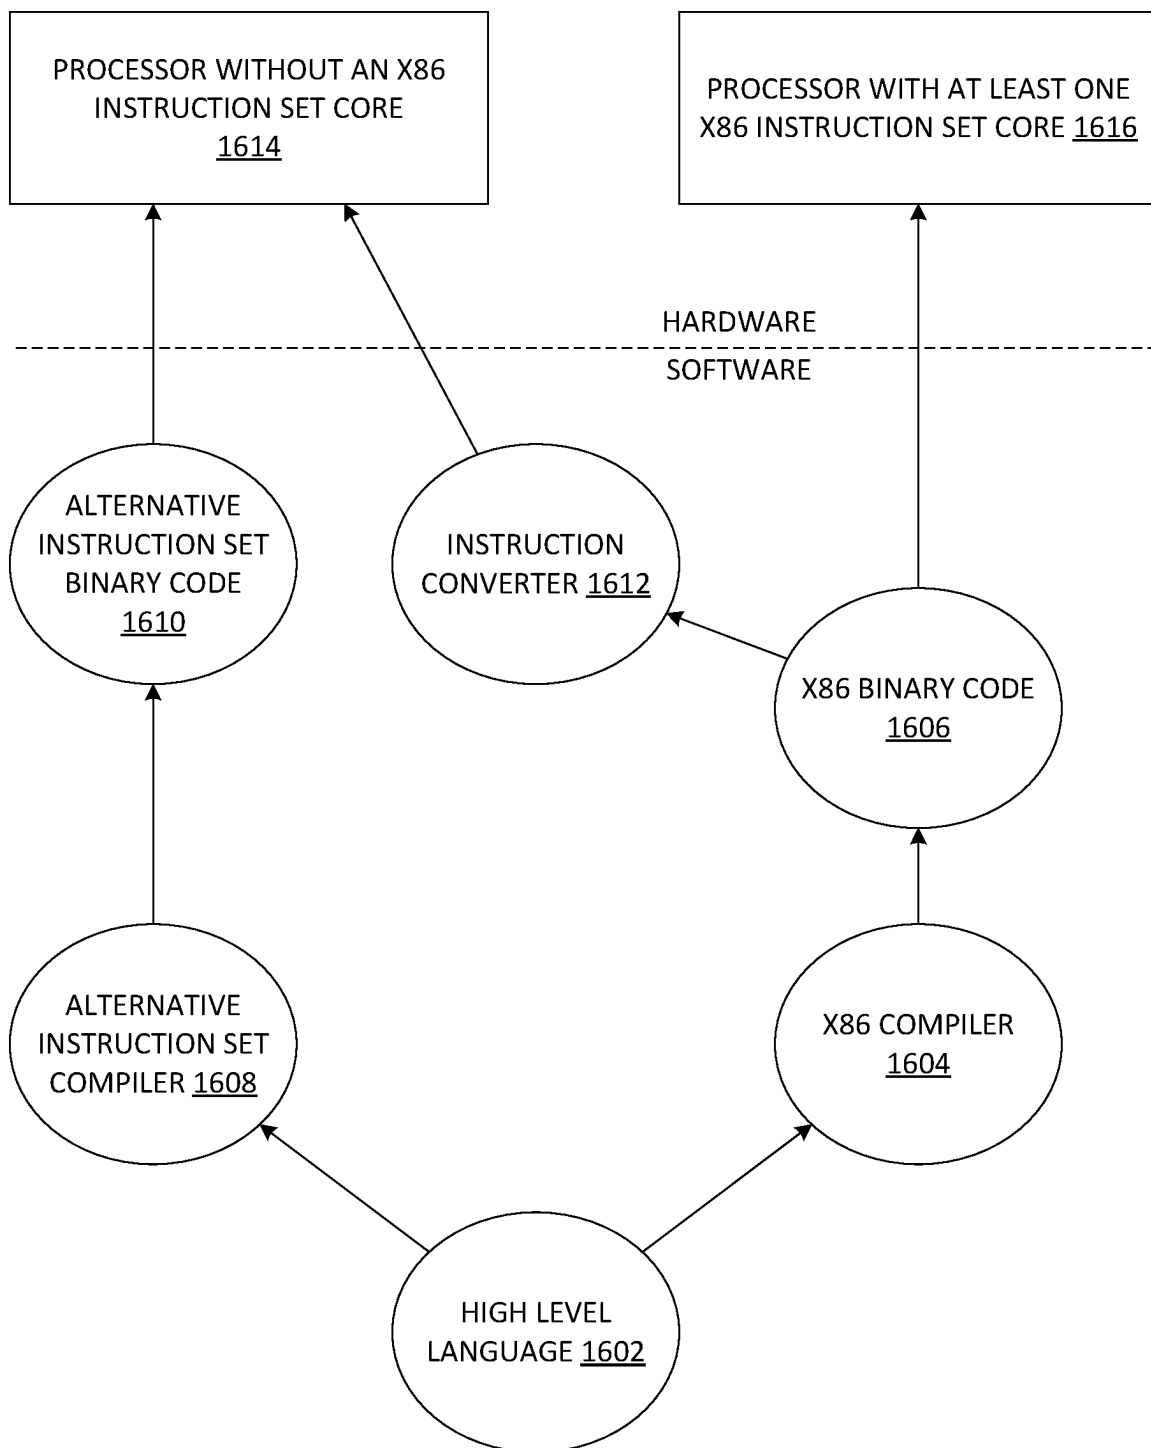 PROCESSOR WITHOUT AN X86
INSTRUCTION SET CORE
1614
PROCESSOR WITH AT LEAST ONE
X86 INSTRUCTION SET CORE 1616
HARDWARE
SOFTWARE
ALTERNATIVE
INSTRUCTION SET
BINARY CODE
1610
INSTRUCTION
CONVERTER 1612
X86 BINARY CODE
1606
ALTERNATIVE
INSTRUCTION SET
COMPILER 1608
X86 COMPILER
1604
HIGH LEVEL
LANGUAGE 1602